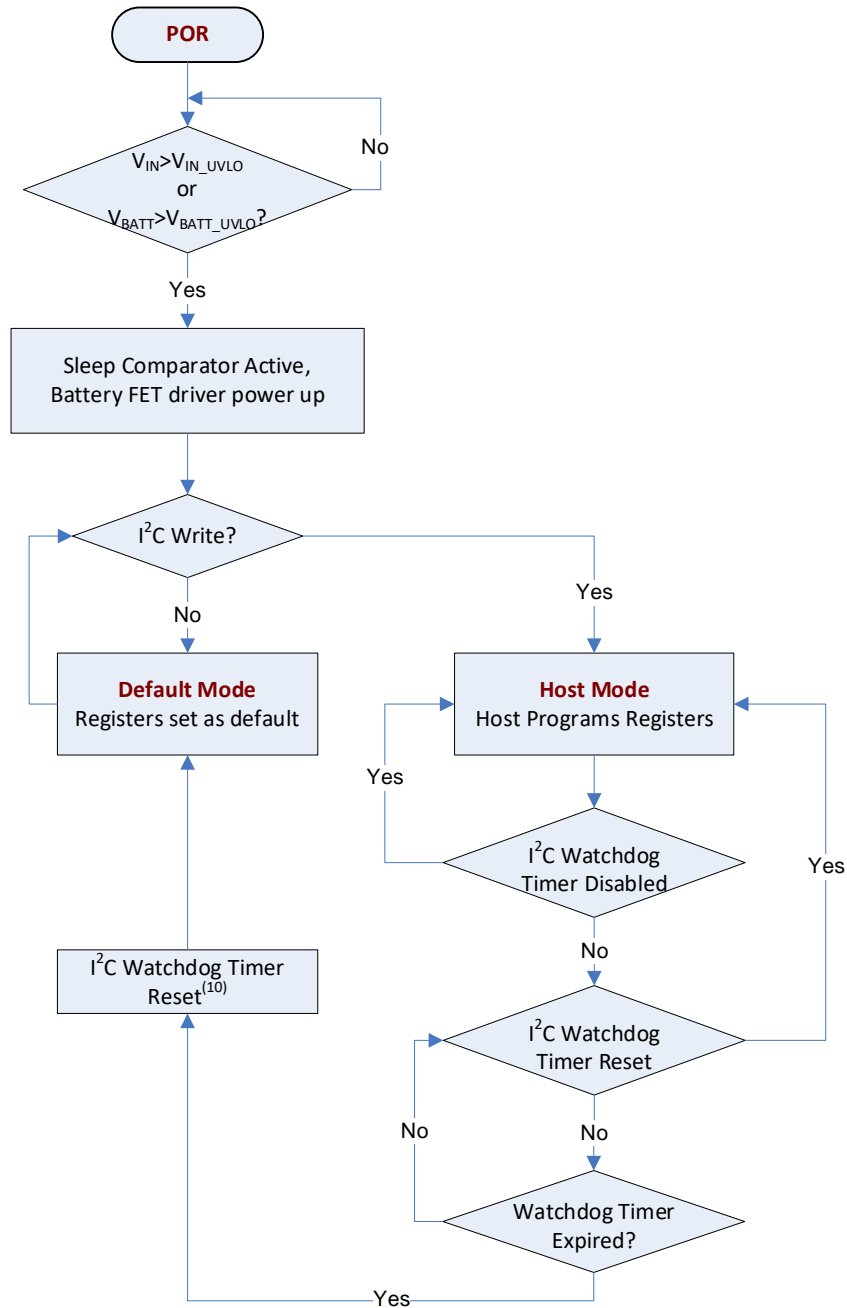 POR
No
V_IN>V_IN_UVLO
or
V_BATT>V_BATT_UVLO?
Yes
Sleep Comparator Active,
Battery FET driver power up
I²C Write?
Yes
No
Default Mode
Registers set as default
Host Mode
Host Programs Registers
Yes
I²C Watchdog
Timer Disabled
Yes
No
I²C Watchdog Timer
Reset⁽¹⁰⁾
I²C Watchdog
Timer Reset
No
No
Watchdog Timer
Expired?
Yes